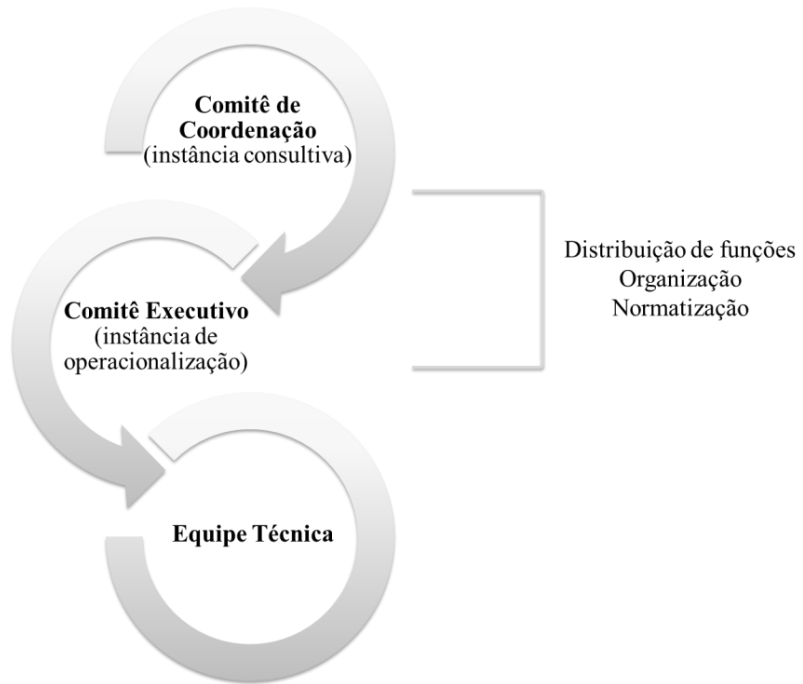 Comitê de
Coordenação
(instância consultiva)
Comitê Executivo
(instância de
operacionalização)
Equipe Técnica
Distribuição de funções
Organização
Normatização